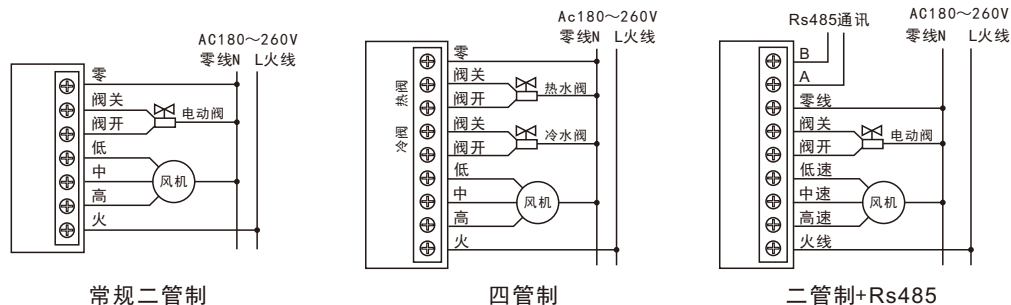 AC180～260V
零线N L火线
零
阀关
阀开
电动阀
低
中
高
风机
火
常规二管制
Ac180～260V
零线N L火线
零
热阀
阀关
阀开
热水阀
冷阀
阀关
阀开
冷水阀
低
中
高
风机
火
四管制
Rs485通讯
AC180～260V
零线N L火线
B
A
零线
阀关
阀开
电动阀
低速
中速
高速
风机
火线
二管制+Rs485